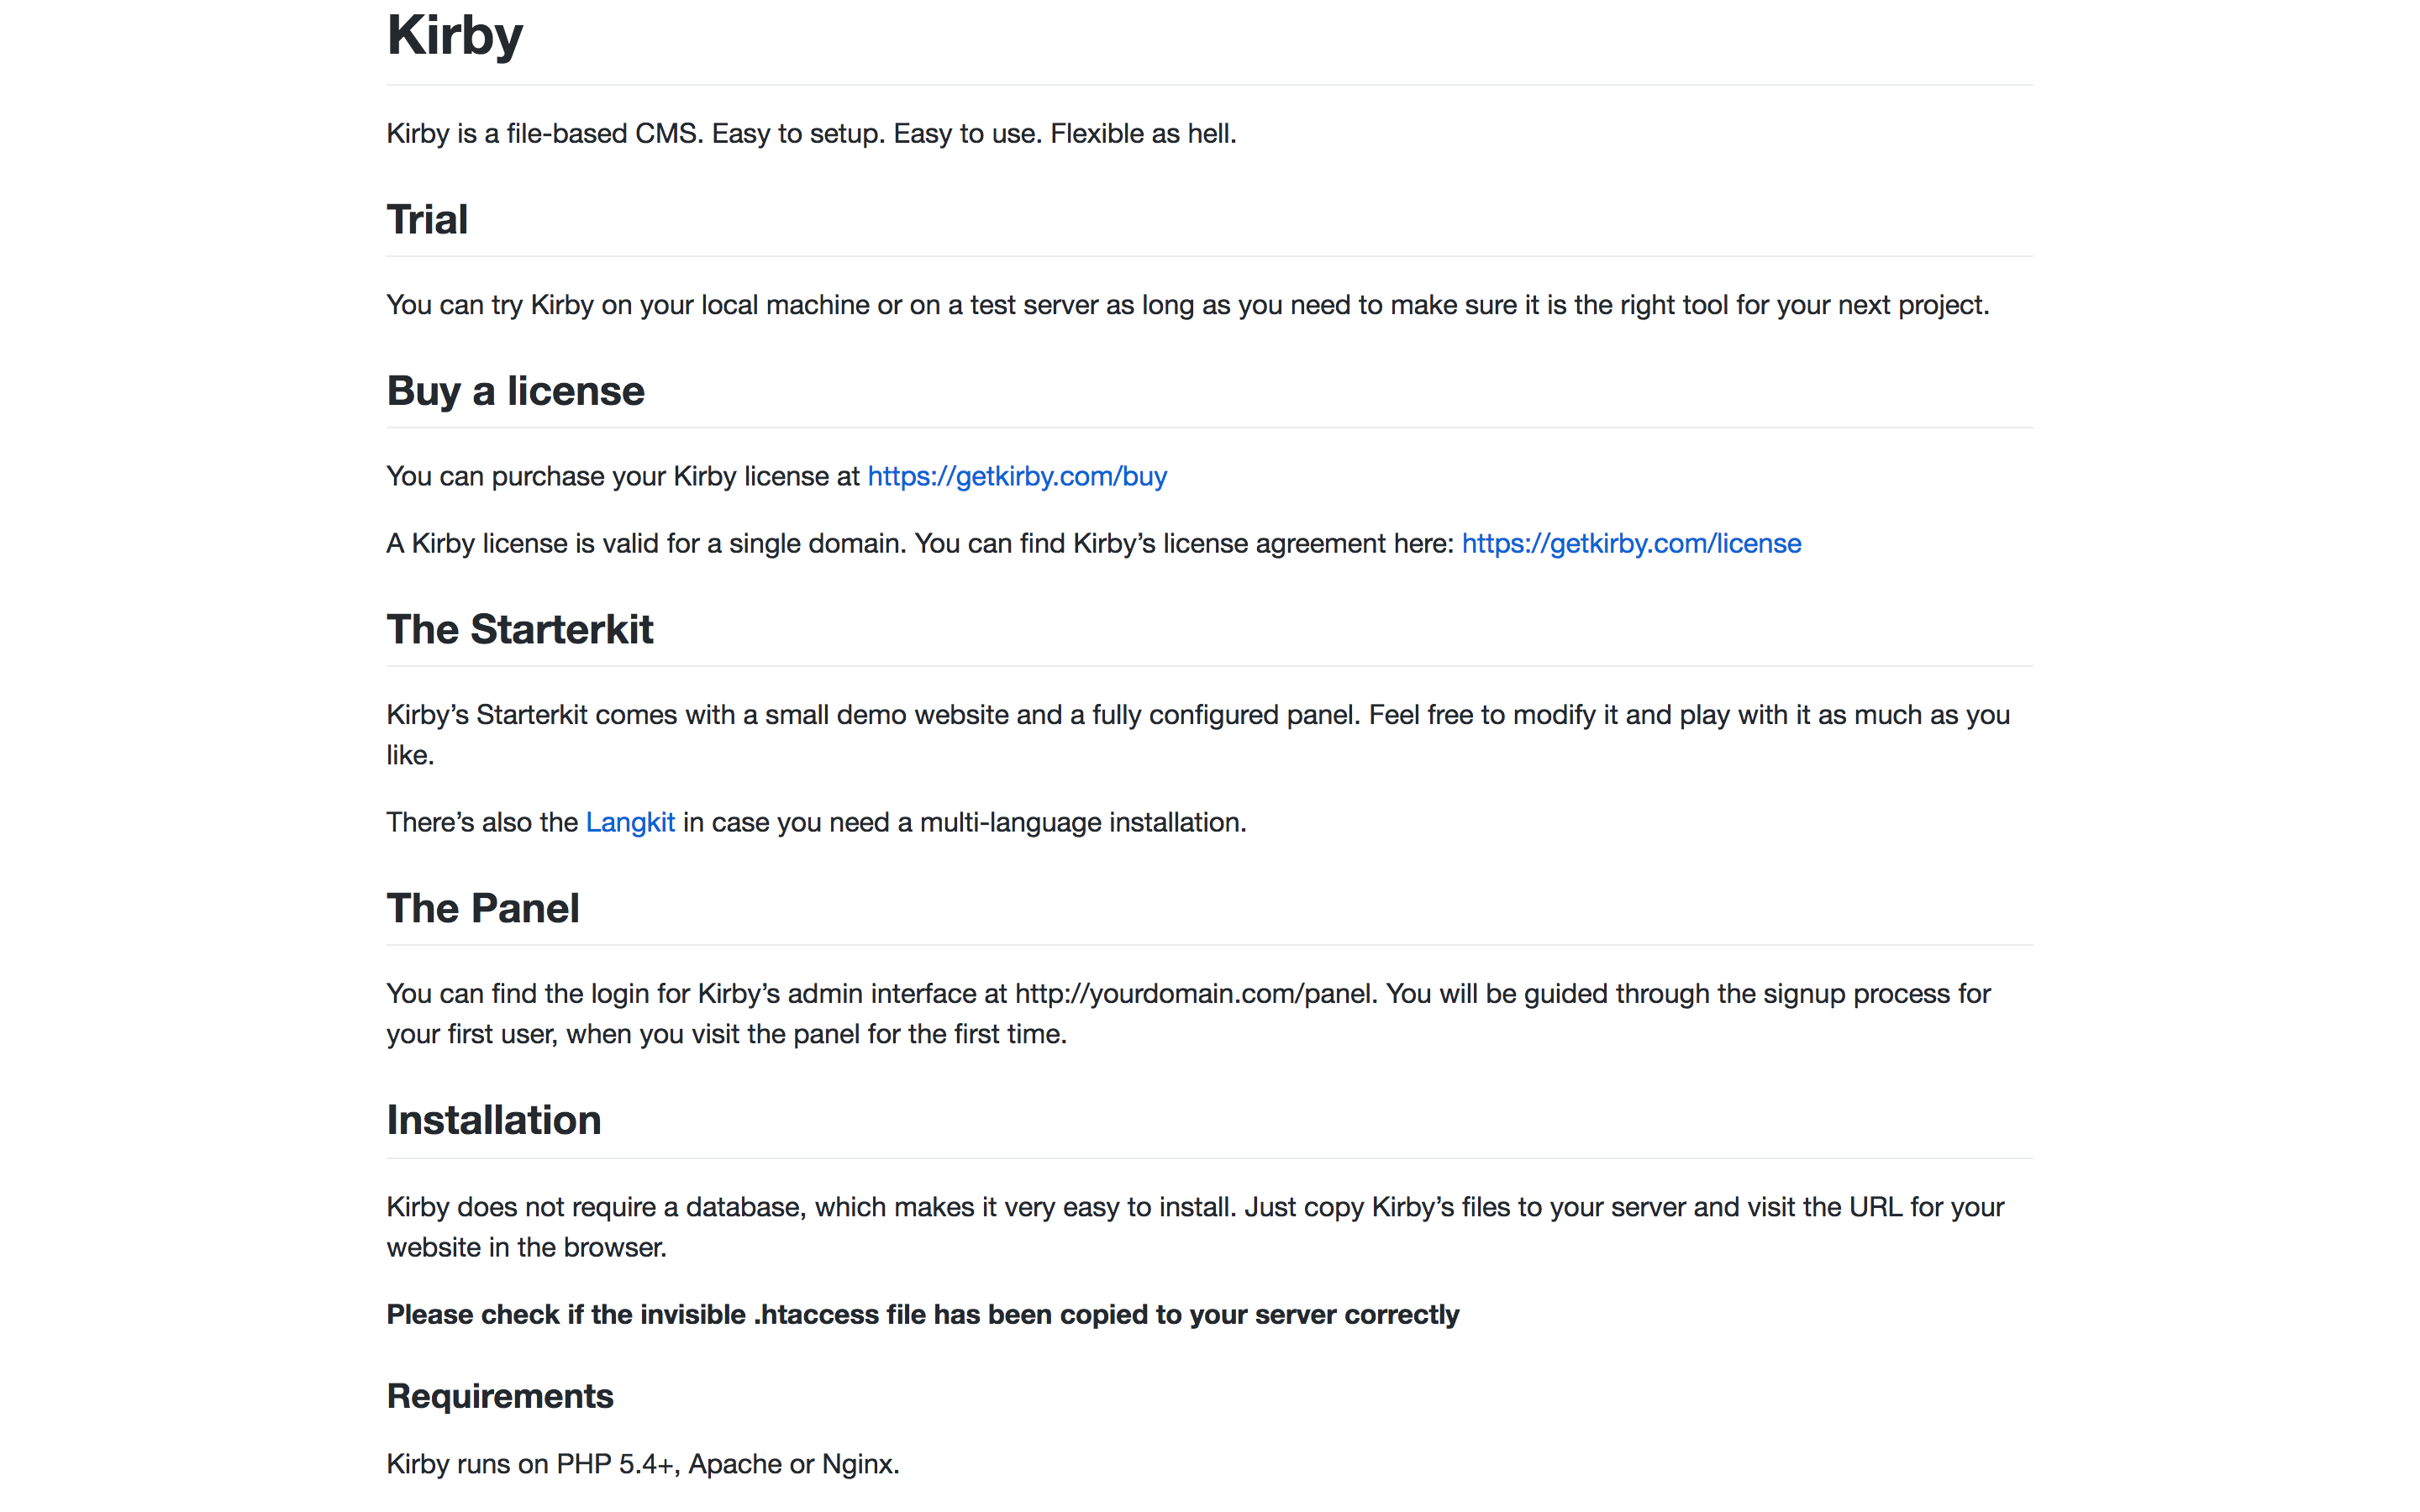 Kirby
Kirby is a file-based CMS. Easy to setup. Easy to use. Flexible as hell.
Trial
You can try Kirby on your local machine or on a test server as long as you need to make sure it is the right tool for your next project.
Buy a license
You can purchase your Kirby license at https://getkirby.com/buy
A Kirby license is valid for a single domain. You can find Kirby’s license agreement here: https://getkirby.com/license
The Starterkit
Kirby’s Starterkit comes with a small demo website and a fully configured panel. Feel free to modify it and play with it as much as you
like.
There’s also the Langkit in case you need a multi-language installation.
The Panel
You can find the login for Kirby’s admin interface at http://yourdomain.com/panel. You will be guided through the signup process for
your first user, when you visit the panel for the first time.
Installation
Kirby does not require a database, which makes it very easy to install. Just copy Kirby’s files to your server and visit the URL for your
website in the browser.
Please check if the invisible .htaccess file has been copied to your server correctly
Requirements
Kirby runs on PHP 5.4+, Apache or Nginx.